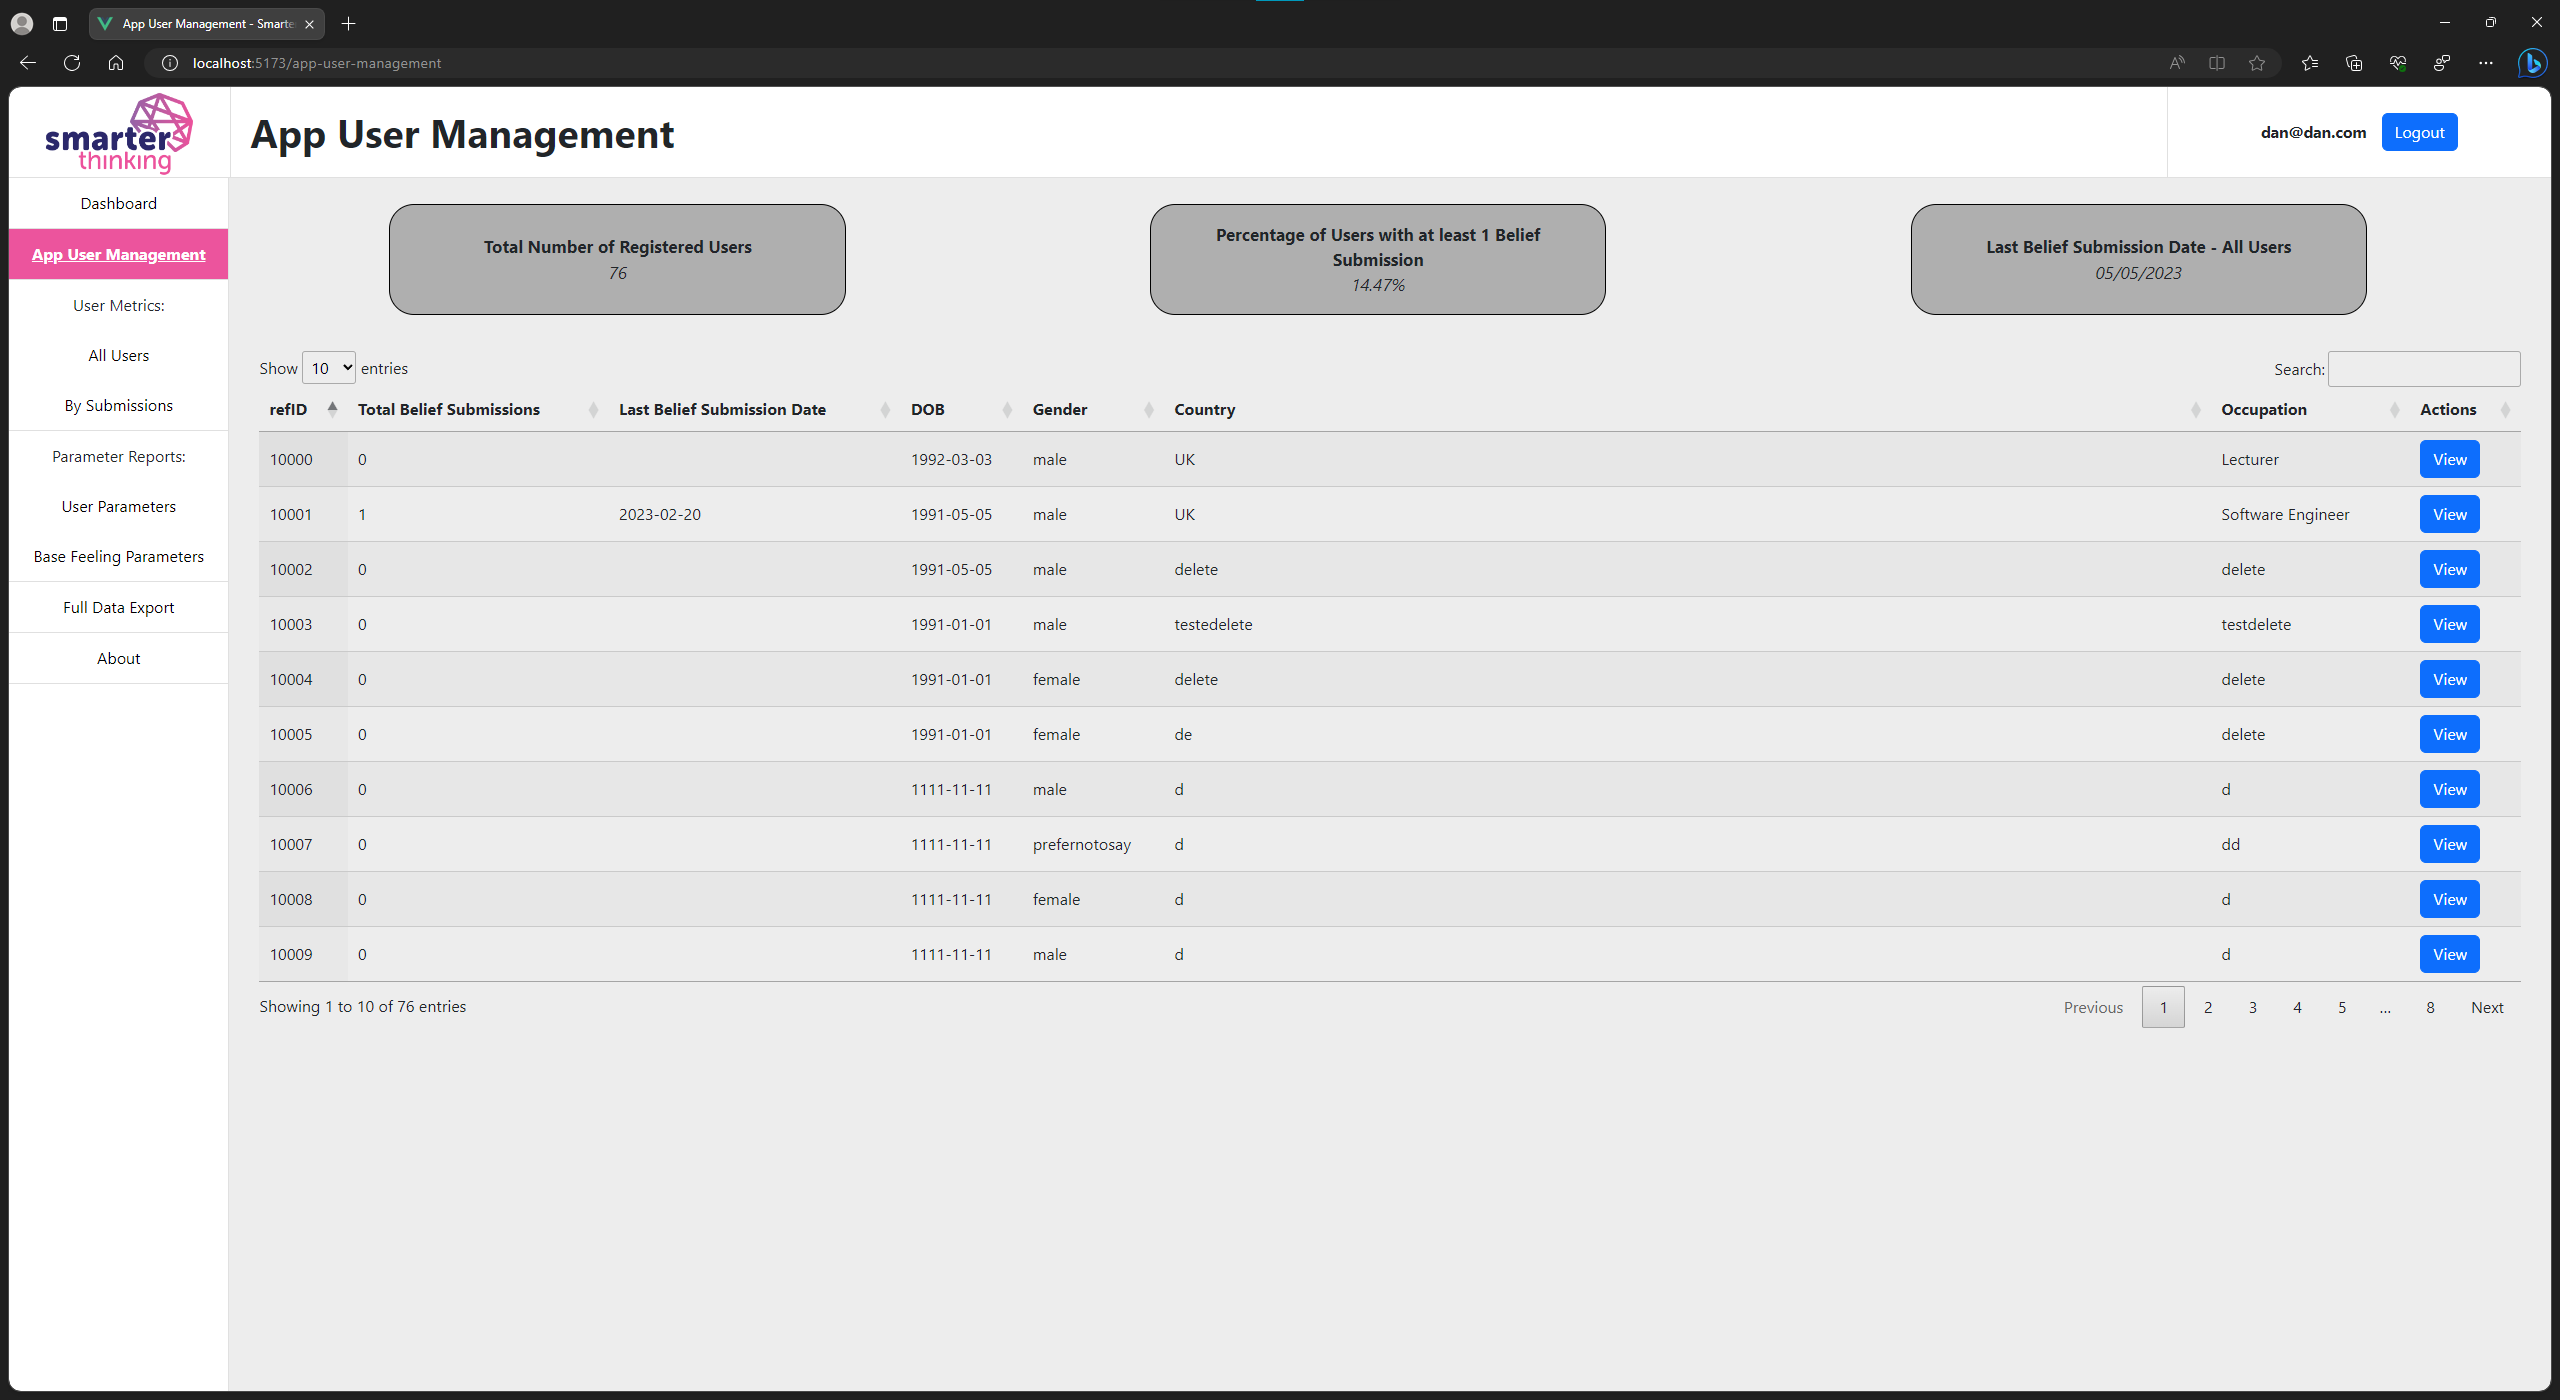 App User Management - Smarte
localhost:5173/app-user-management
smarter
thinking
App User Management
dan@dan.com Logout
Dashboard
App User Management
User Metrics:
All Users
By Submissions
Parameter Reports:
User Parameters
Base Feeling Parameters
Full Data Export
About
Total Number of Registered Users
76
Percentage of Users with at least 1 Belief
Submission
14.47%
Last Belief Submission Date - All Users
05/05/2023
Show 10 entries Search:
refID Total Belief Submissions Last Belief Submission Date DOB Gender Country Occupation Actions
10000 0 1992-03-03 male UK Lecturer View
10001 1 2023-02-20 1991-05-05 male UK Software Engineer View
10002 0 1991-05-05 male delete delete View
10003 0 1991-01-01 male testedelete testdelete View
10004 0 1991-01-01 female delete delete View
10005 0 1991-01-01 female de delete View
10006 0 1111-11-11 male d d View
10007 0 1111-11-11 prefernotosay d dd View
10008 0 1111-11-11 female d d View
10009 0 1111-11-11 male d d View
Showing 1 to 10 of 76 entries Previous 1 2 3 4 5 … 8 Next